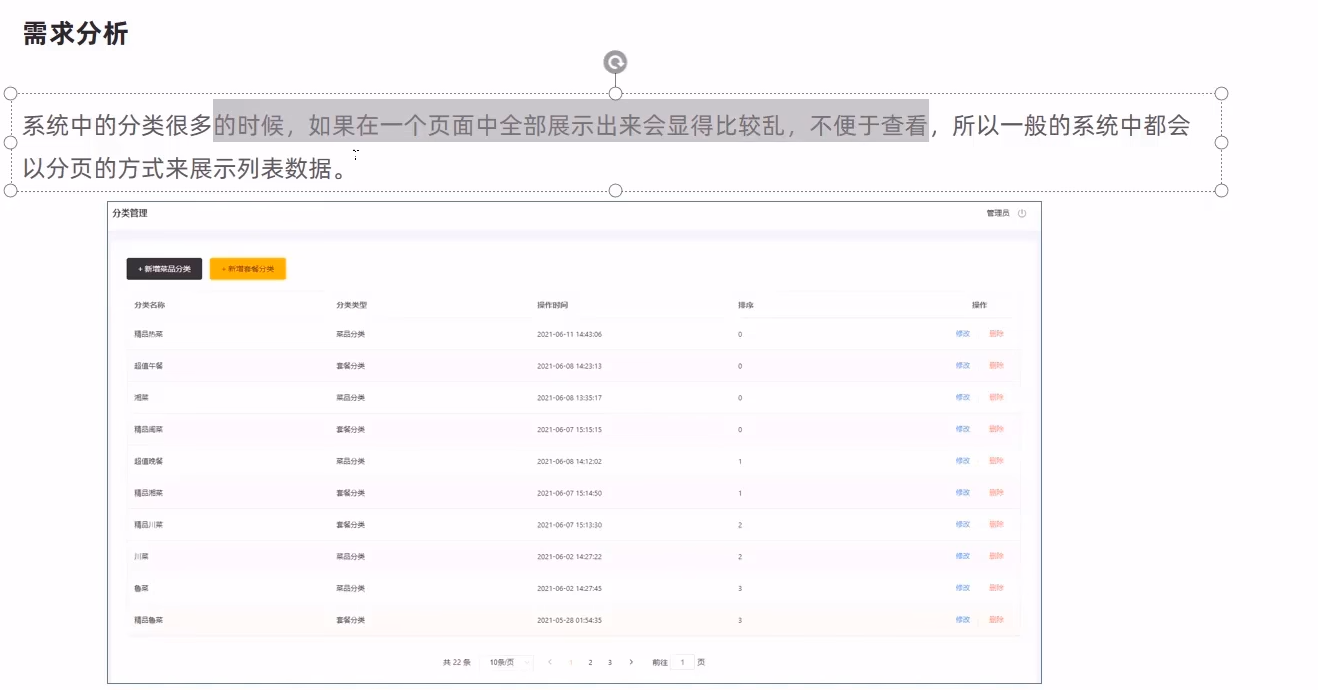 需求分析
系统中的分类很多的时候，如果在一个页面中全部展示出来会显得比较乱，不便于查看，所以一般的系统中都会
以分页的方式来展示列表数据。
分类管理 管理员
+ 新增菜品分类 + 新增套餐分类
分类名称 分类类型 操作时间 排序 操作
精品热菜 菜品分类 2021-06-11 14:43:06 0 修改 删除
超值午餐 套餐分类 2021-06-08 14:23:13 0 修改 删除
湘菜 菜品分类 2021-06-08 13:35:17 0 修改 删除
精品闽菜 套餐分类 2021-06-07 15:15:15 0 修改 删除
超值晚餐 菜品分类 2021-06-08 14:12:02 1 修改 删除
精品湘菜 套餐分类 2021-06-07 15:14:50 1 修改 删除
精品川菜 套餐分类 2021-06-07 15:13:30 2 修改 删除
川菜 菜品分类 2021-06-02 14:27:22 2 修改 删除
鲁菜 菜品分类 2021-06-02 14:27:45 3 修改 删除
精品鲁菜 套餐分类 2021-05-28 01:54:35 3 修改 删除
共 22 条 10条/页 1 2 3 前往 1 页